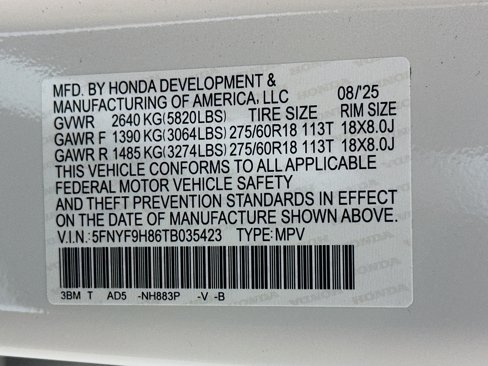 MFD. BY HONDA DEVELOPMENT &
MANUFACTURING OF AMERICA, LLC 08/'25
GVWR 2640 KG(5820LBS) TIRE SIZE RIM SIZE
GAWR F 1390 KG(3064LBS) 275/60R18 113T 18X8.0J
GAWR R 1485 KG(3274LBS) 275/60R18 113T 18X8.0J
THIS VEHICLE CONFORMS TO ALL APPLICABLE
FEDERAL MOTOR VEHICLE SAFETY
AND THEFT PREVENTION STANDARDS IN EFFECT
ON THE DATE OF MANUFACTURE SHOWN ABOVE.
V.I.N.:5FNYF9H86TB035423 TYPE:MPV
3BM T AD5 -NH883P -V -B